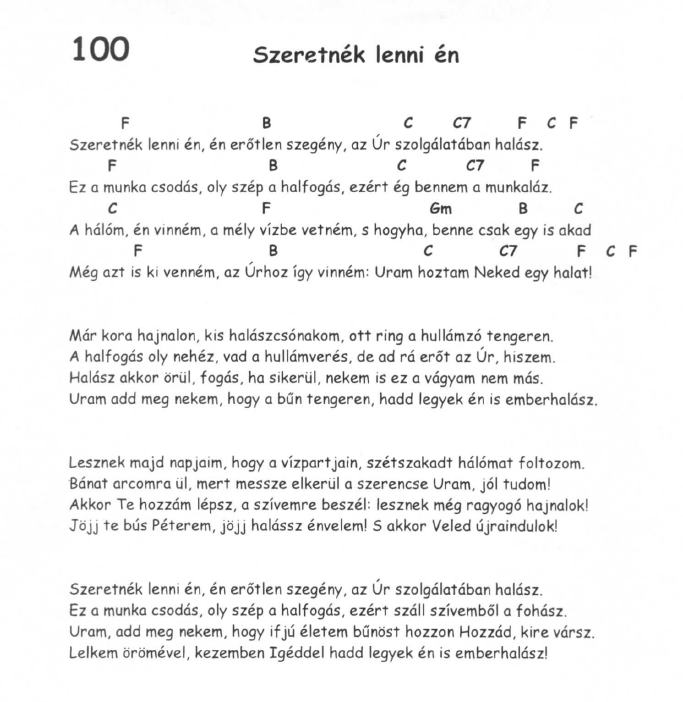 100
Szeretnék lenni én
F B C C7 F C F
Szeretnék lenni én, én erőtlen szegény, az Úr szolgálatában halász.
F B C C7 F
Ez a munka csodás, oly szép a halfogás, ezért ég bennem a munkaláz.
C F Gm B C
A hálóm, én vinném, a mély vízbe vetném, s hogyha, benne csak egy is akad
F B C C7 F C F
Még azt is ki venném, az Úrhoz így vinném: Uram hoztam Neked egy halat!
Már kora hajnalon, kis halászcsónakom, ott ring a hullámzó tengeren.
A halfogás oly nehéz, vad a hullámverés, de ad rá erőt az Úr, hiszem.
Halász akkor örül, fogás, ha sikerül, nekem is ez a vágyam nem más.
Uram add meg nekem, hogy a bűn tengeren, hadd legyek én is emberhalász.
Lesznek majd napjaim, hogy a vízpartjain, szétszakadt hálómat foltozom.
Bánat arcomra ül, mert messze elkerül a szerencse Uram, jól tudom!
Akkor Te hozzám lépsz, a szívemre beszél: lesznek még ragyogó hajnalok!
Jöjj te bús Péterem, jöjj halássz énvelem! S akkor Veled újraindulok!
Szeretnék lenni én, én erőtlen szegény, az Úr szolgálatában halász.
Ez a munka csodás, oly szép a halfogás, ezért száll szívemből a fohász.
Uram, add meg nekem, hogy ifjú életem bűnöst hozzon Hozzád, kire vársz.
Lelkem örömével, kezemben Igéddel hadd legyek én is emberhalász!